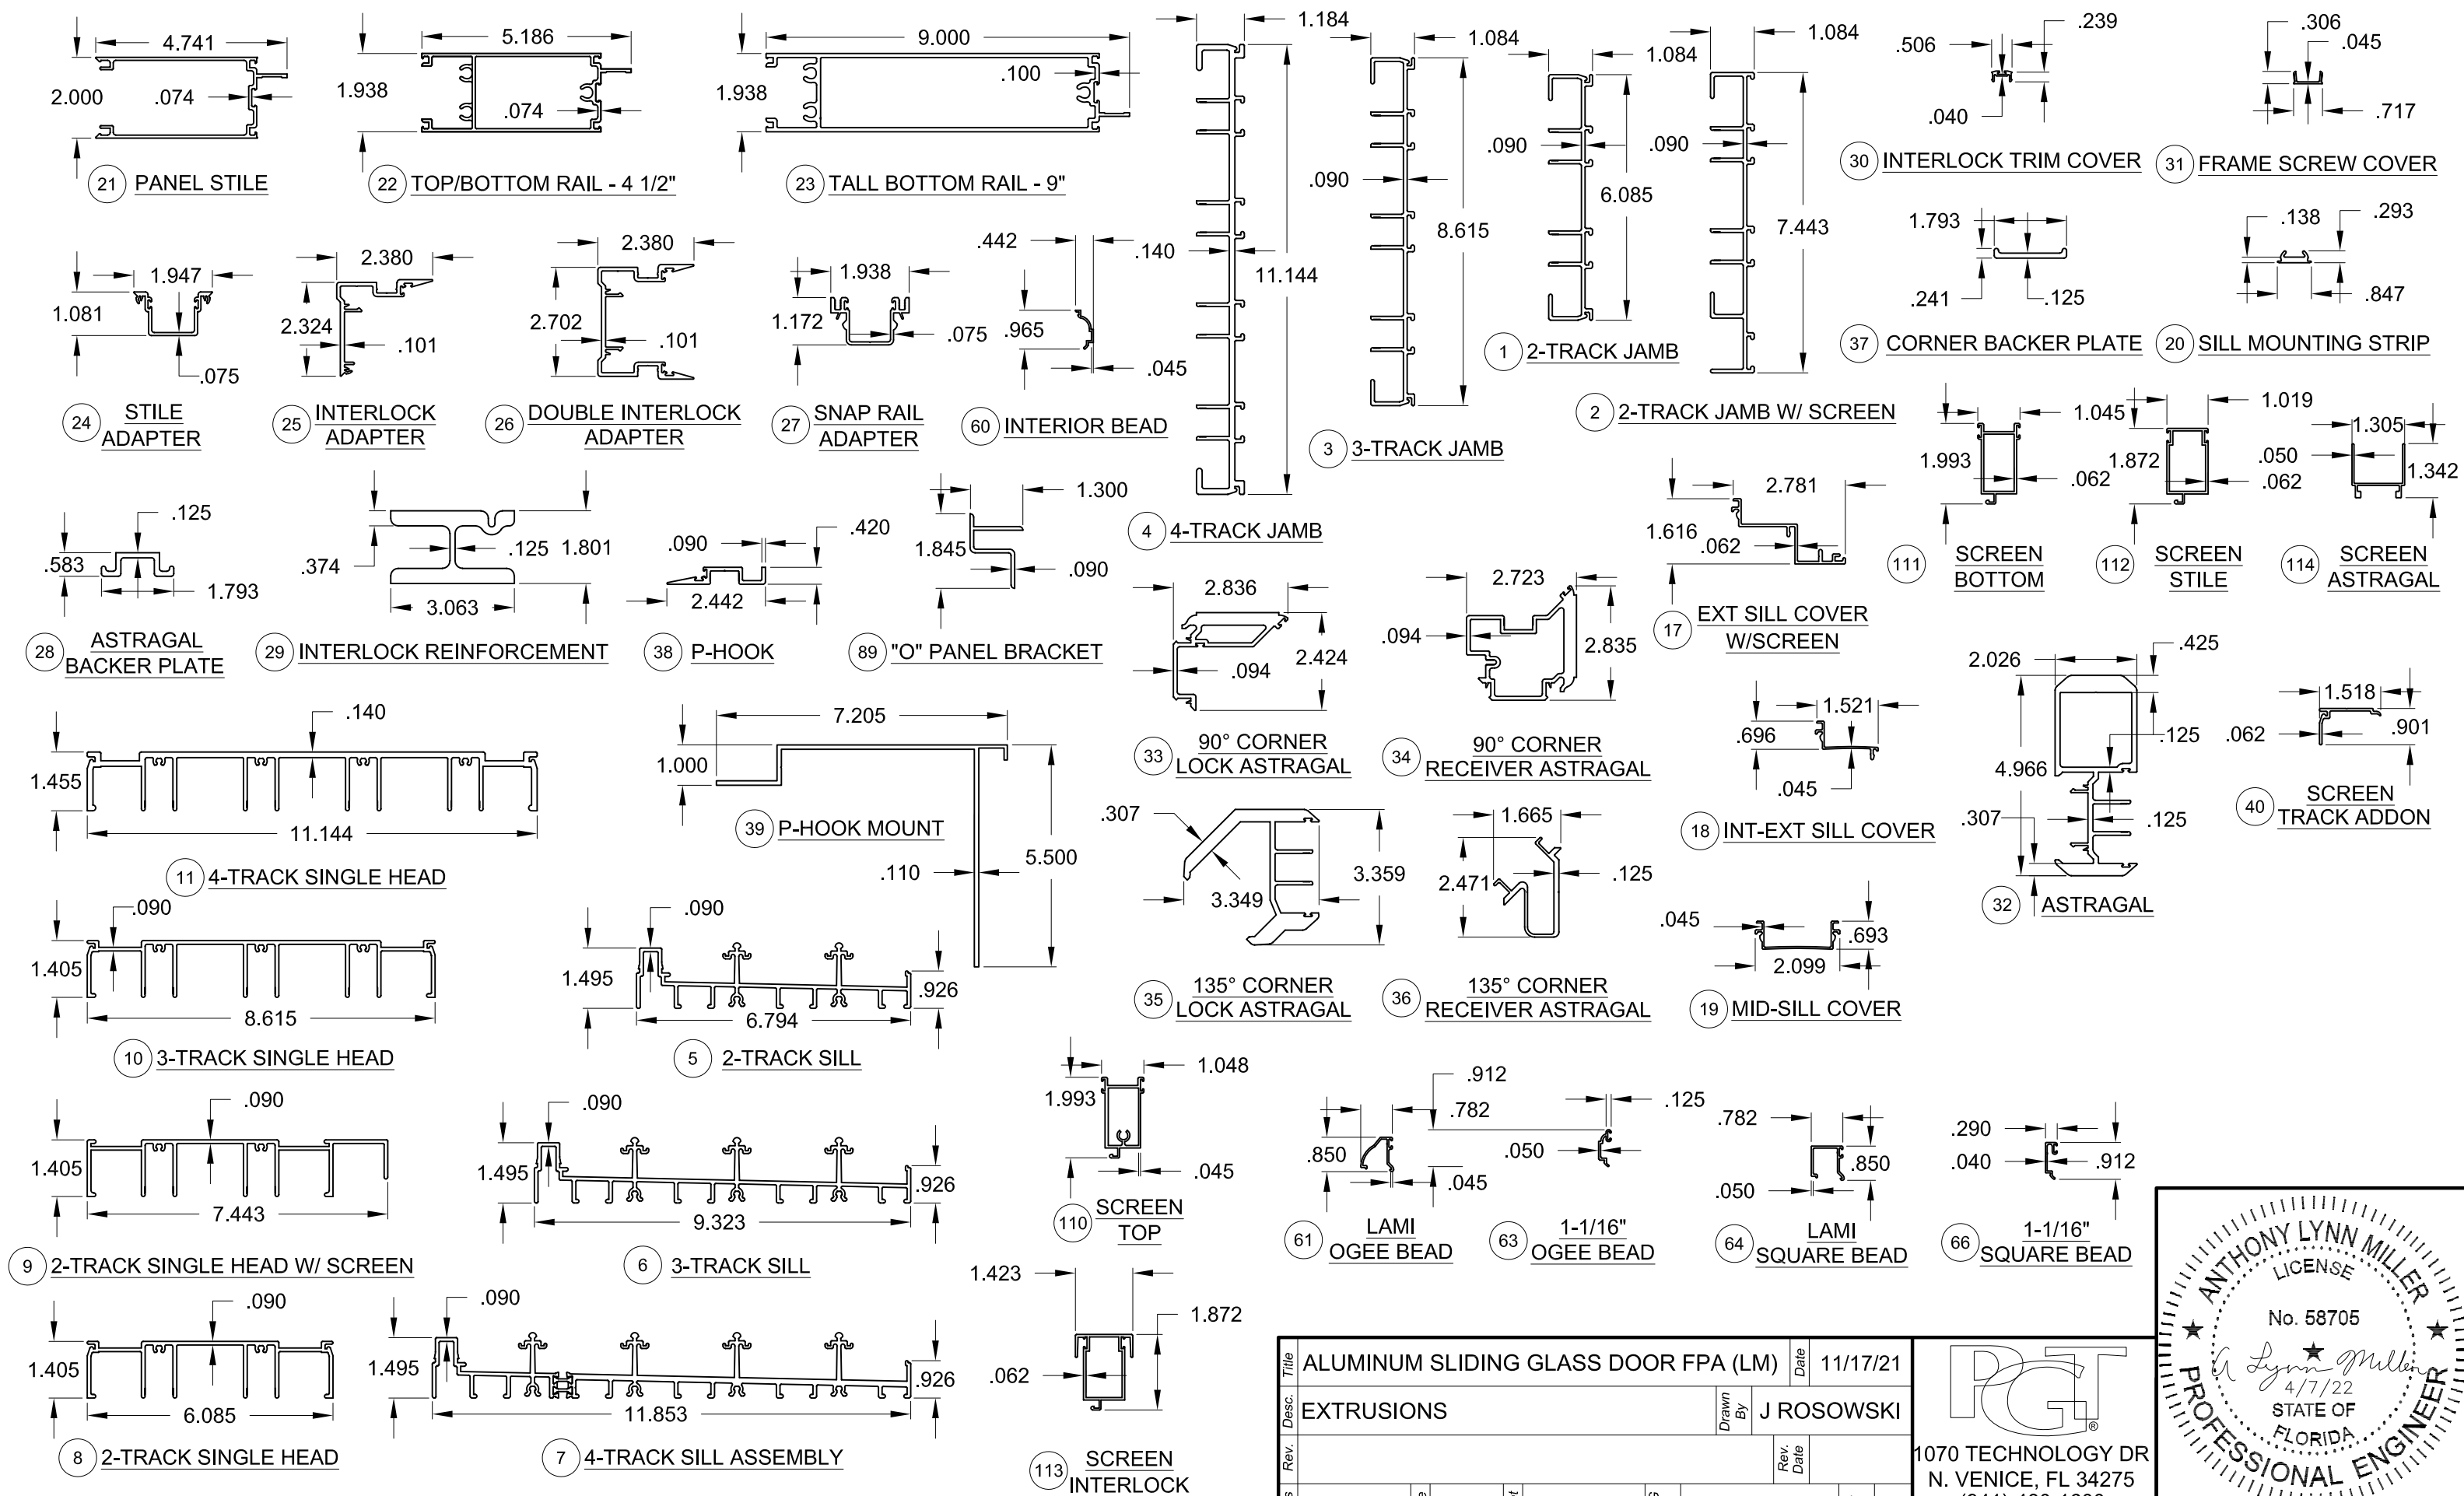 4.741
2.000
.074
21 PANEL STILE
5.186
1.938
.074
22 TOP/BOTTOM RAIL - 4 1/2"
9.000
1.938
.100
23 TALL BOTTOM RAIL - 9"
1.184
.140
11.144
4 4-TRACK JAMB
1.084
.090
8.615
3 3-TRACK JAMB
1.084
.090
6.085
1 2-TRACK JAMB
1.084
.090
7.443
2 2-TRACK JAMB W/ SCREEN
.239
.506
.040
30 INTERLOCK TRIM COVER
.306
.045
.717
31 FRAME SCREW COVER
1.793
.241
.125
37 CORNER BACKER PLATE
.138
.293
.847
20 SILL MOUNTING STRIP
1.947
1.081
.075
24 STILE
ADAPTER
2.380
2.324
.101
25 INTERLOCK
ADAPTER
2.380
2.702
.101
26 DOUBLE INTERLOCK
ADAPTER
1.938
1.172
.075
27 SNAP RAIL
ADAPTER
.442
.965
.045
60 INTERIOR BEAD
.125
.583
1.793
28 ASTRAGAL
BACKER PLATE
.374
.125
1.801
3.063
29 INTERLOCK REINFORCEMENT
.090
.420
2.442
38 P-HOOK
1.300
1.845
.090
89 "O" PANEL BRACKET
2.836
2.424
.094
33 90° CORNER
LOCK ASTRAGAL
2.723
.094
2.835
34 90° CORNER
RECEIVER ASTRAGAL
2.781
1.616
.062
17 EXT SILL COVER
W/SCREEN
1.045
1.993
.062
111 SCREEN
BOTTOM
1.019
1.872
.062
112 SCREEN
STILE
1.305
.050
1.342
114 SCREEN
ASTRAGAL
.140
1.455
11.144
11 4-TRACK SINGLE HEAD
7.205
1.000
5.500
.110
39 P-HOOK MOUNT
.307
3.349
3.359
35 135° CORNER
LOCK ASTRAGAL
1.665
2.471
.125
36 135° CORNER
RECEIVER ASTRAGAL
1.521
.696
.045
18 INT-EXT SILL COVER
2.026
.425
4.966
.125
.125
.307
32 ASTRAGAL
1.518
.062
.901
40 SCREEN
TRACK ADDON
.090
1.405
8.615
10 3-TRACK SINGLE HEAD
.090
1.495
.926
6.794
5 2-TRACK SILL
.045
.693
2.099
19 MID-SILL COVER
.090
1.405
7.443
9 2-TRACK SINGLE HEAD W/ SCREEN
.090
1.495
.926
9.323
6 3-TRACK SILL
1.048
1.993
.045
110 SCREEN
TOP
.782
.850
.045
61 LAMI
OGEE BEAD
.912
.125
.050
63 1-1/16"
OGEE BEAD
.782
.850
.050
64 LAMI
SQUARE BEAD
.290
.040
.912
66 1-1/16"
SQUARE BEAD
.090
1.405
6.085
8 2-TRACK SINGLE HEAD
.090
1.495
.926
11.853
7 4-TRACK SILL ASSEMBLY
1.423
1.872
.062
113 SCREEN
INTERLOCK
Title ALUMINUM SLIDING GLASS DOOR FPA (LM) Date 11/17/21
Desc. EXTRUSIONS Drawn By J ROSOWSKI
Rev. Rev. Date
PGT ®
1070 TECHNOLOGY DR
N. VENICE, FL 34275
ANTHONY LYNN MILLER
LICENSE
No. 58705
A Lynn Miller
4/7/22
STATE OF
FLORIDA
PROFESSIONAL ENGINEER